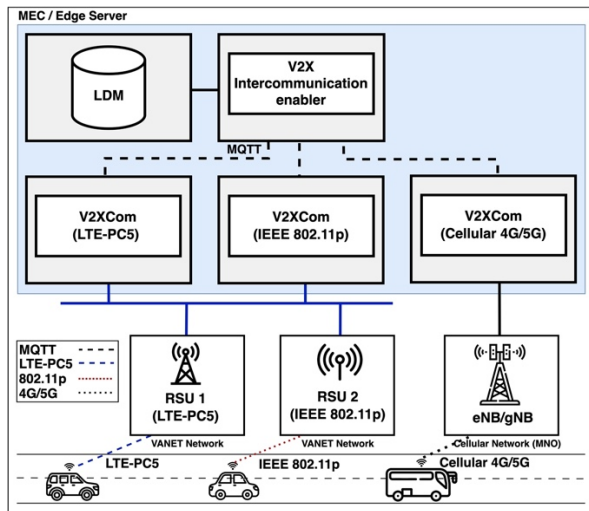 MEC / Edge Server
LDM
V2X
Intercommunication
enabler
MQTT
V2XCom
(LTE-PC5)
V2XCom
(IEEE 802.11p)
V2XCom
(Cellular 4G/5G)
MQTT
LTE-PC5
802.11p
4G/5G
RSU 1
(LTE-PC5)
RSU 2
(IEEE 802.11p)
eNB/gNB
VANET Network
VANET Network
Cellular Network (MNO)
LTE-PC5
IEEE 802.11p
Cellular 4G/5G